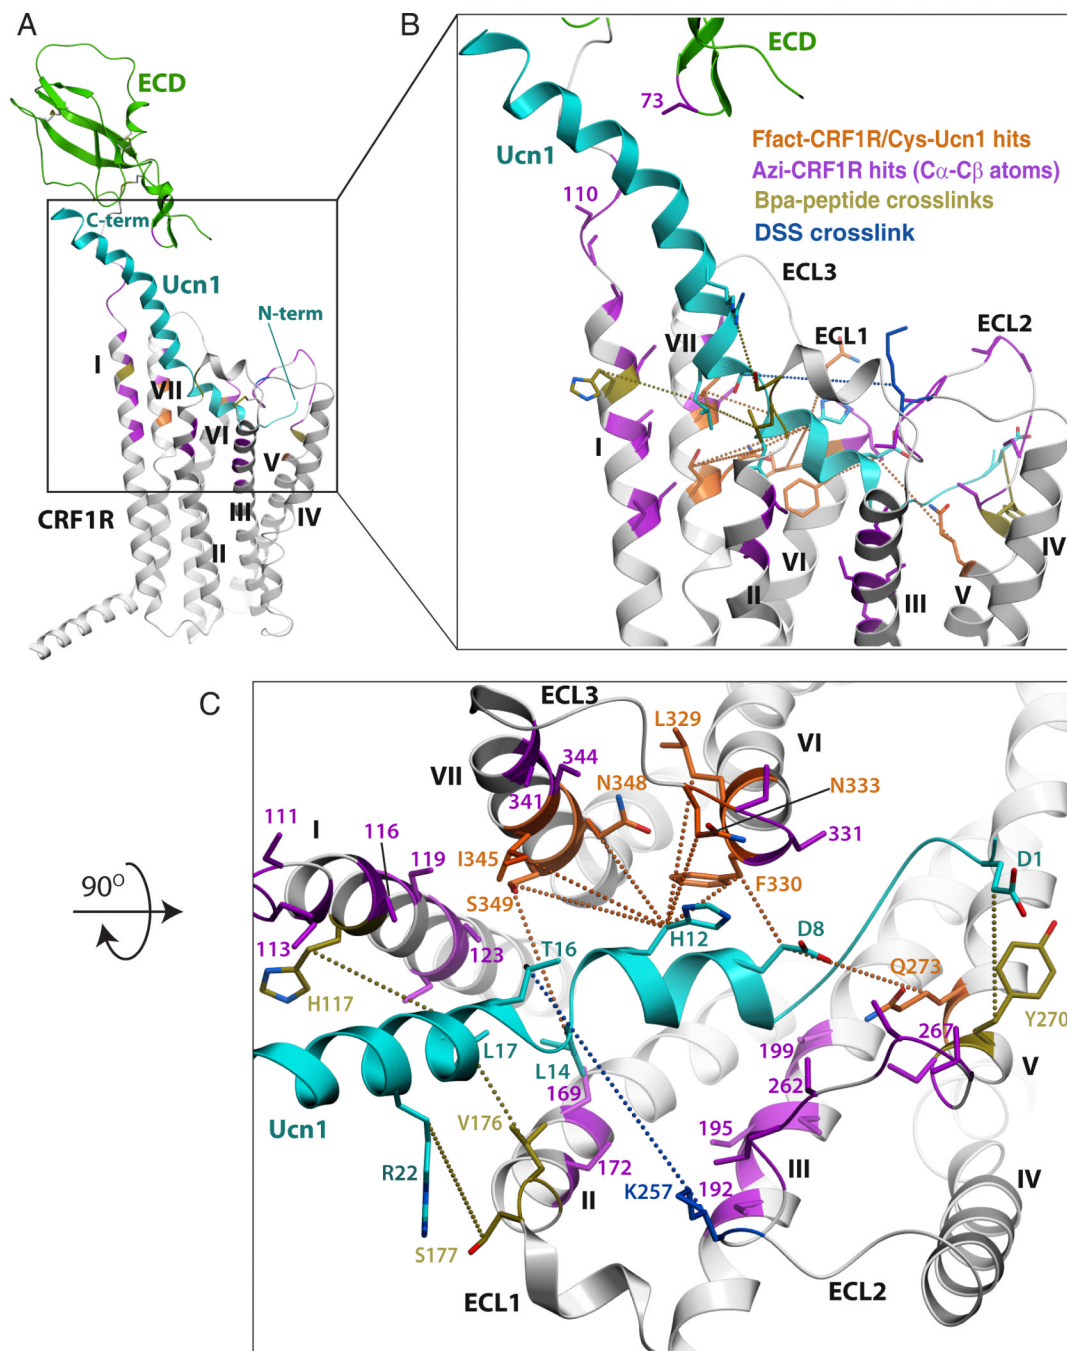 A
ECD
C-term
Ucn1
N-term
I
VII
VI
V
CRF1R
III
IV
II
B
ECD
73
Ucn1
Ffact-CRF1R/Cys-Ucn1 hits
Azi-CRF1R hits (Cα-Cβ atoms)
Bpa-peptide crosslinks
DSS crosslink
110
ECL3
VII
ECL1
ECL2
I
VI
II
III
V
IV
90°
C
ECL3
L329
VI
VII
344
N348
N333
341
331
111
I
116
119
I345
S349
F330
D1
113
123
T16
H12
D8
Q273
H117
Y270
L17
L14
199
267
V
169
262
Ucn1
V176
195
R22
172
III
II
K257
192
IV
S177
ECL1
ECL2